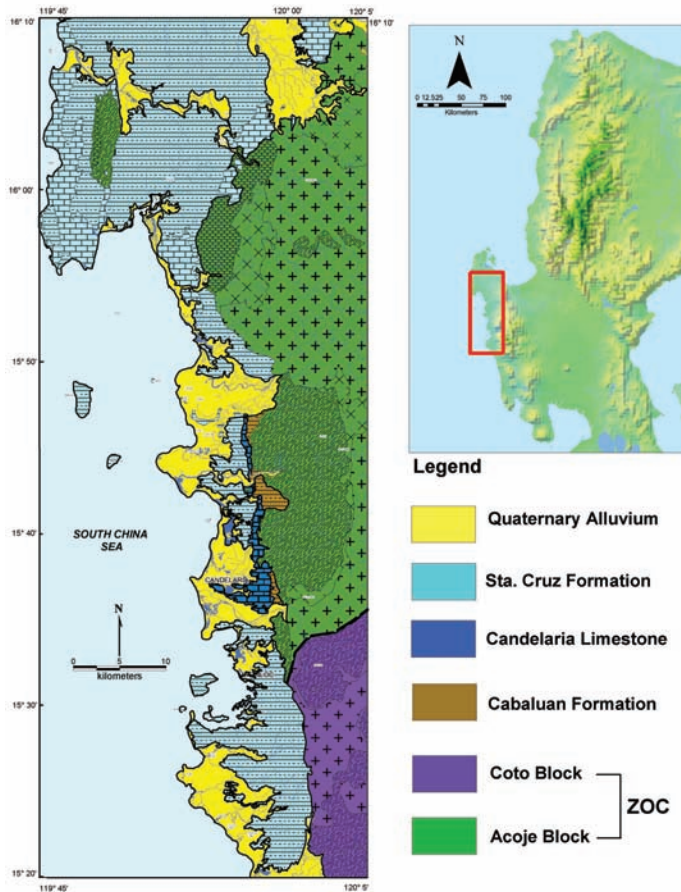 119° 45'
120° 00'
120° 5'
16° 10'
16° 10'
16° 00'
15° 50'
15° 40'
SOUTH CHINA
SEA
N
0 5 10
kilometers
15° 30'
15° 20'
119° 45'
120° 5'
N
0 12.525 50 100
Kilometers
Legend
Quaternary Alluvium
Sta. Cruz Formation
Candelaria Limestone
Cabaluan Formation
Coto Block
ZOC
Acoje Block